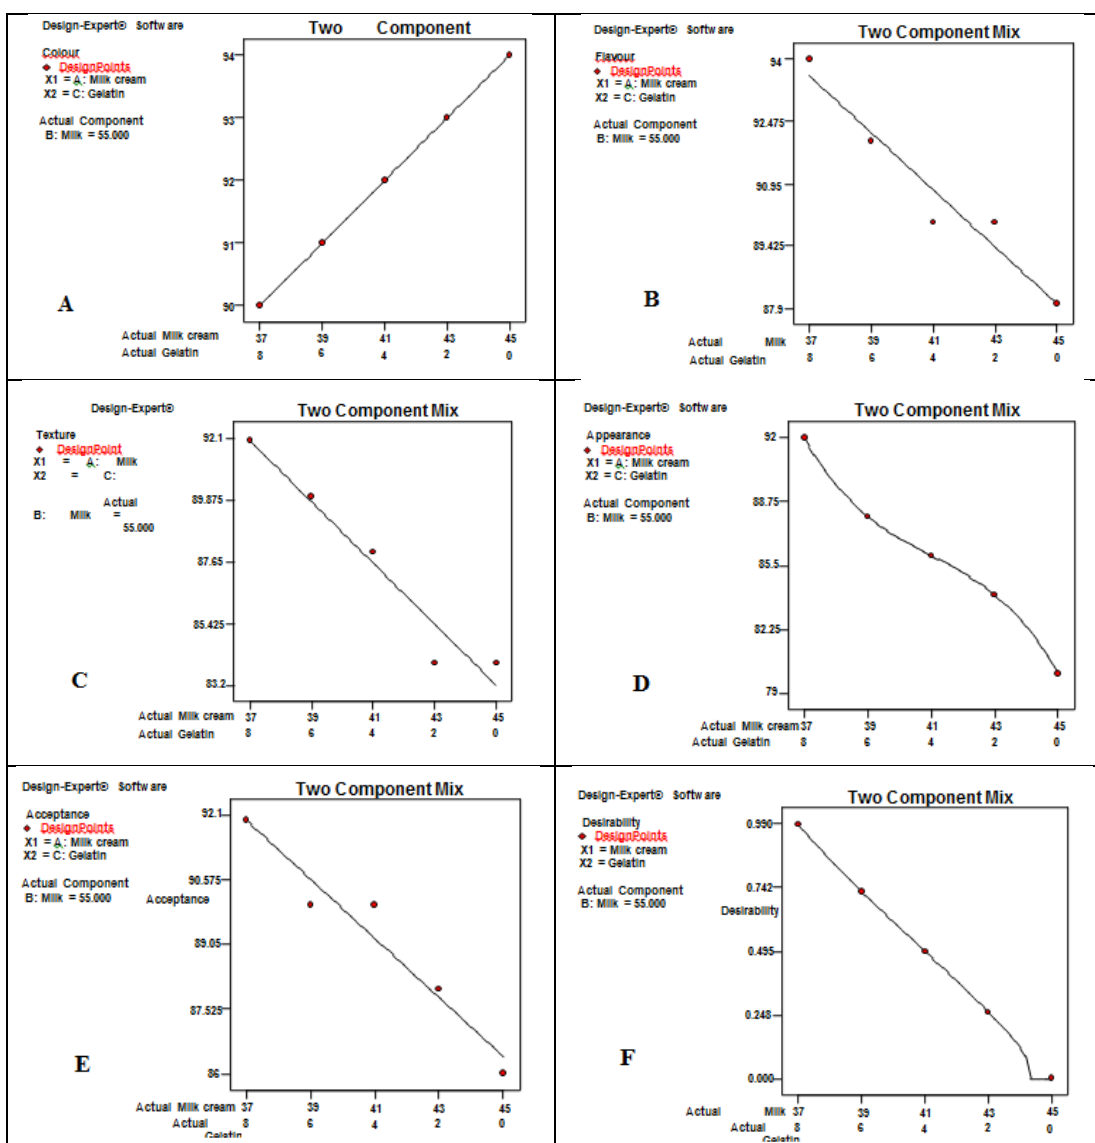 Design-Expert® Software
Two Component
Colour
DesignPoints
X1 = A: Milk cream
X2 = C: Gelatin
Actual Component
B: Milk = 55.000
94
93
92
91
90
A
37 39 41 43 45
Actual Milk cream
Actual Gelatin
8 6 4 2 0
Design-Expert® Software
Two Component Mix
Flavour
DesignPoints
X1 = A: Milk cream
X2 = C: Gelatin
Actual Component
B: Milk = 55.000
94
92.475
90.95
89.425
87.9
B
37 39 41 43 45
Actual Milk
Actual Gelatin
8 6 4 2 0
Design-Expert®
Two Component Mix
Texture
DesignPoint
X1 = A: Milk
X2 = C:
Actual
B: Milk =
55.000
92.1
89.875
87.65
85.425
83.2
C
Actual Milk cream 37 39 41 43 45
Actual Gelatin 8 6 4 2 0
Design-Expert® Software
Two Component Mix
Appearance
DesignPoints
X1 = A: Milk cream
X2 = C: Gelatin
Actual Component
B: Milk = 55.000
92
88.75
85.5
82.25
79
D
Actual Milk cream 37 39 41 43 45
Actual Gelatin 8 6 4 2 0
Design-Expert® Software
Two Component Mix
Acceptance
DesignPoints
X1 = A: Milk cream
X2 = C: Gelatin
Actual Component
B: Milk = 55.000
Acceptance
92.1
90.575
89.05
87.525
86
E
Actual Milk cream 37 39 41 43 45
Actual 8 6 4 2 0
Gelatin
Design-Expert® Software
Two Component Mix
Desirability
DesignPoints
X1 = Milk cream
X2 = Gelatin
Actual Component
B: Milk = 55.000
Desirability
0.990
0.742
0.495
0.248
0.000
F
Actual Milk 37 39 41 43 45
Actual 8 6 4 2 0
Gelatin